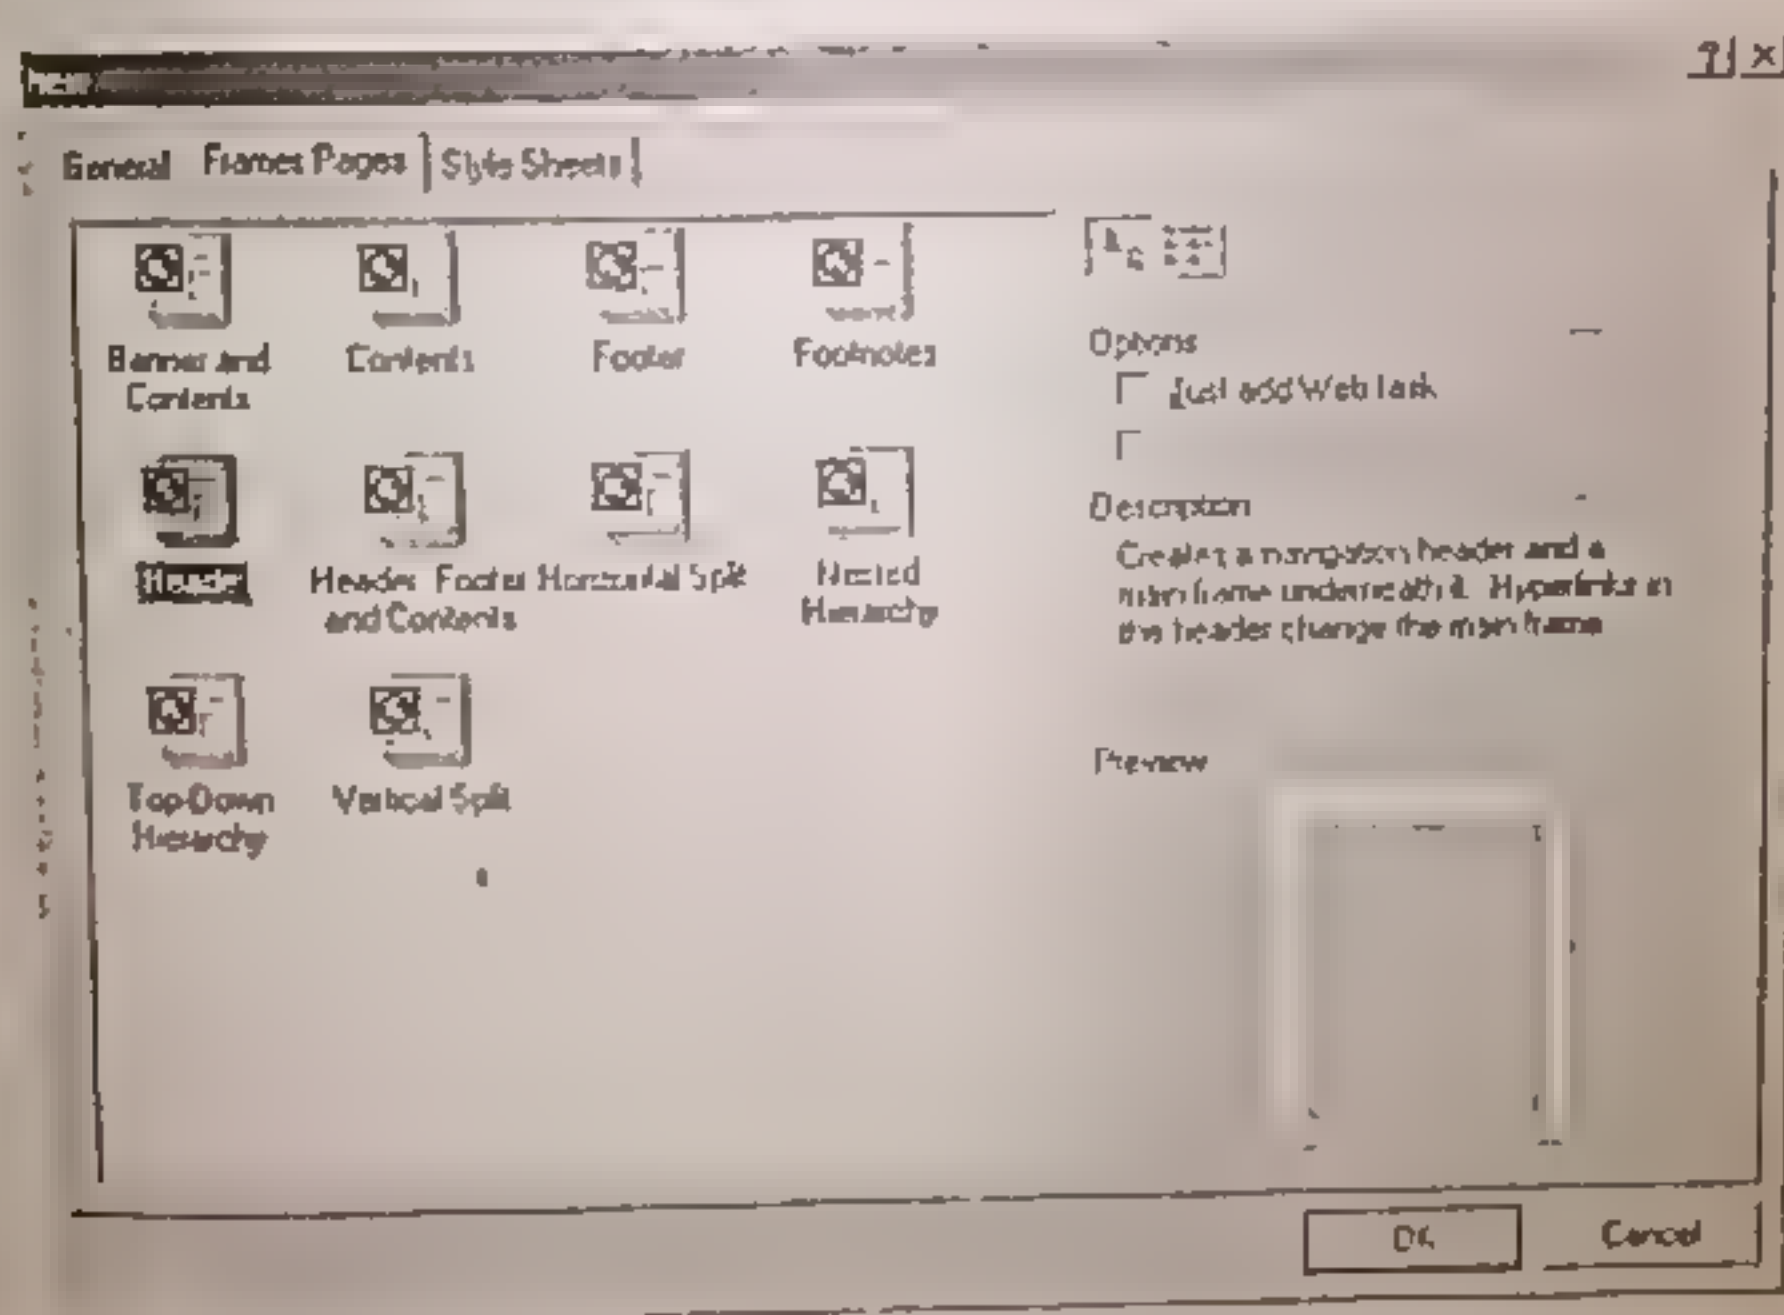 General Frames Pages Style Sheets
Banner and
Contents
Contents
Footer
Footnotes
Header
Header, Footer
and Contents
Horizontal Split
Nested
Hierarchy
Top-Down
Hierarchy
Vertical Split
Options
Just add Web Task
Description
Creates a navigation header and a
main frame underneath it. Hyperlinks in
the header change the main frame
Preview
OK
Cancel